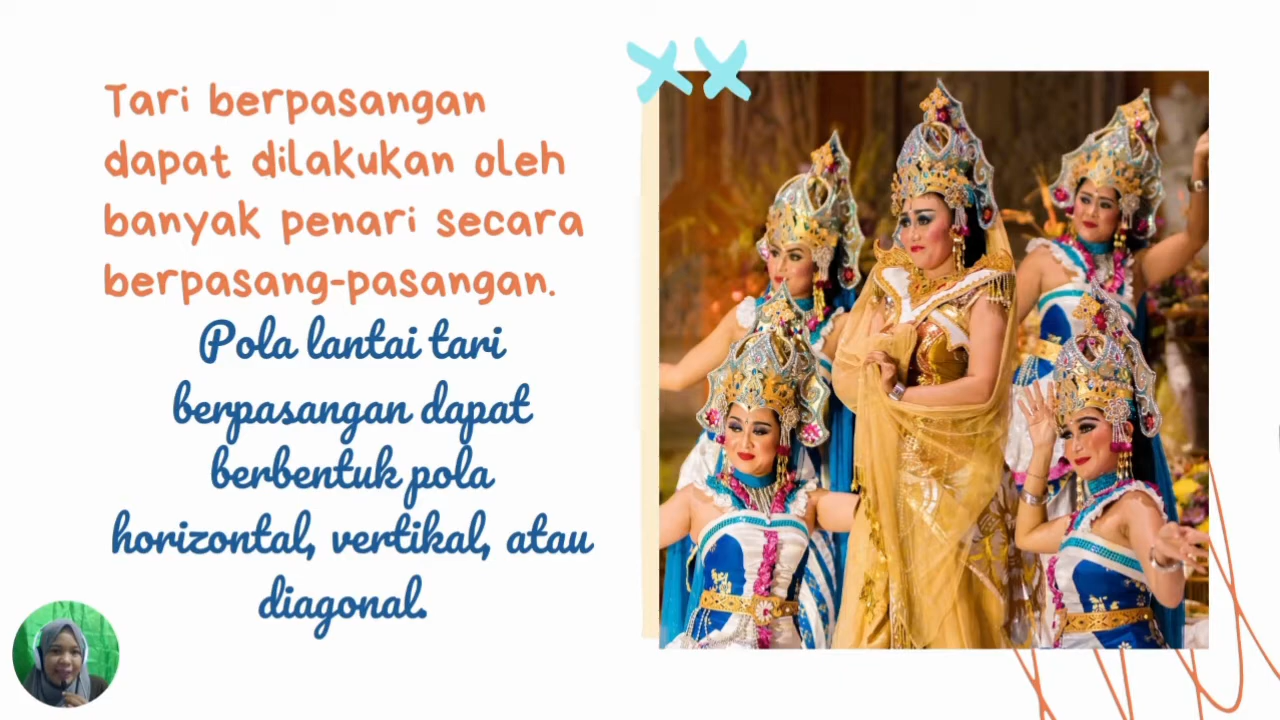 Tari berpasangan
dapat dilakukan oleh
banyak penari secara
berpasang-pasangan.
Pola lantai tari
berpasangan dapat
berbentuk pola
horizontal, vertikal, atau
diagonal.